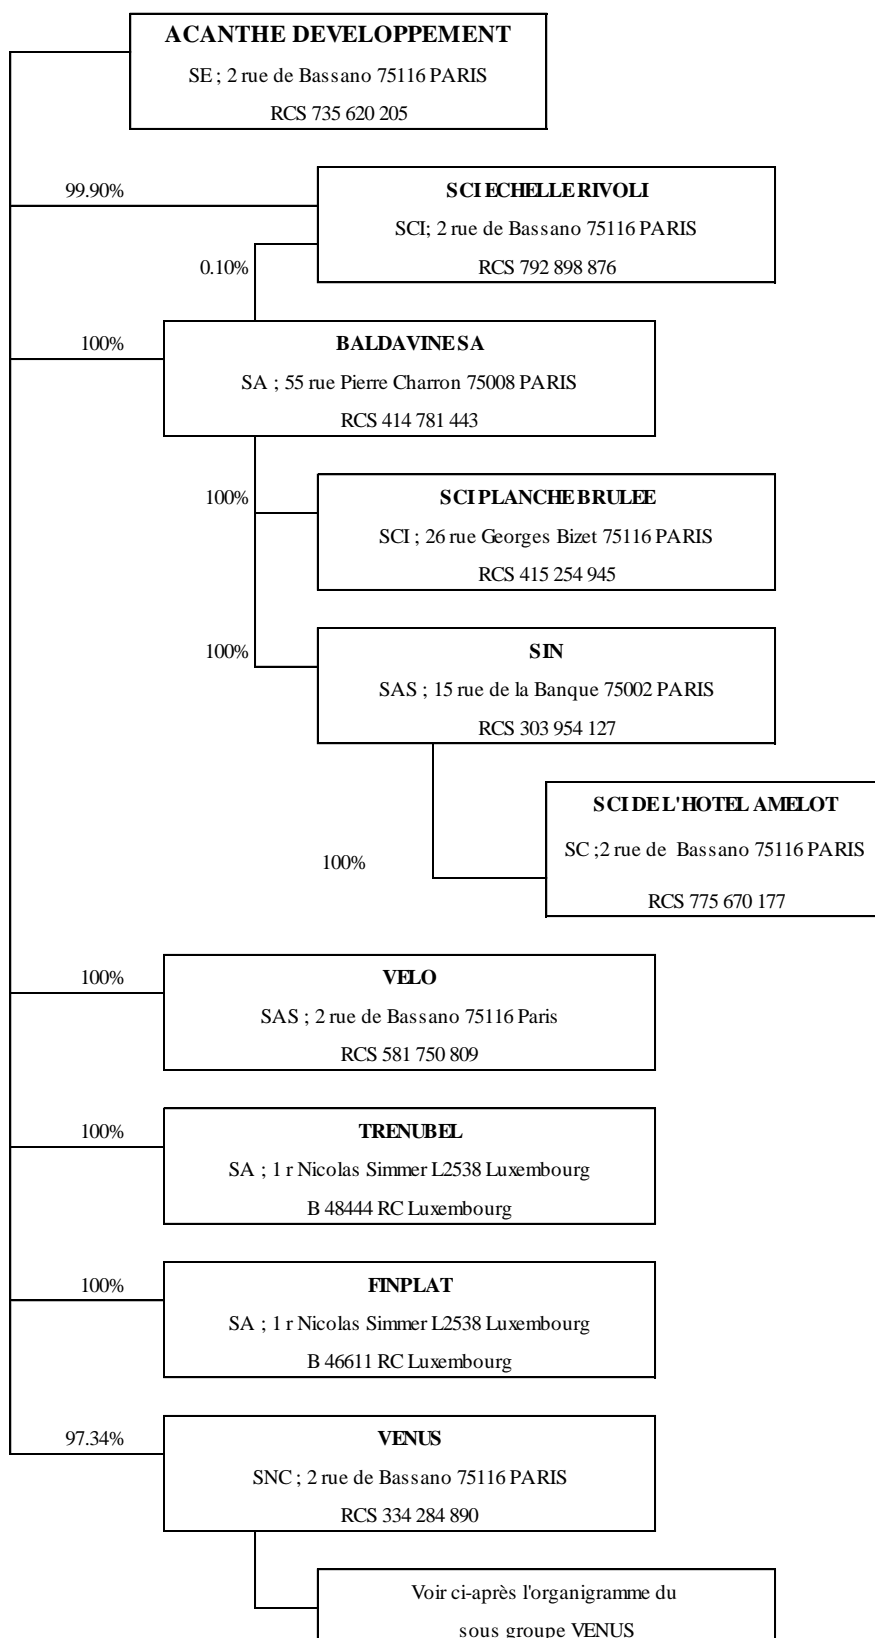 ACANTHE DEVELOPPEMENT
SE ; 2 rue de Bassano 75116 PARIS
RCS 735 620 205
99.90%
SCI ECHELLE RIVOLI
SCI; 2 rue de Bassano 75116 PARIS
RCS 792 898 876
0.10%
100%
BALDAVINE SA
SA ; 55 rue Pierre Charron 75008 PARIS
RCS 414 781 443
100%
SCI PLANCHE BRULEE
SCI ; 26 rue Georges Bizet 75116 PARIS
RCS 415 254 945
100%
SIN
SAS ; 15 rue de la Banque 75002 PARIS
RCS 303 954 127
100%
SCI DE L'HOTEL AMELOT
SC ;2 rue de Bassano 75116 PARIS
RCS 775 670 177
100%
VELO
SAS ; 2 rue de Bassano 75116 Paris
RCS 581 750 809
100%
TRENUBEL
SA ; 1 r Nicolas Simmer L2538 Luxembourg
B 48444 RC Luxembourg
100%
FINPLAT
SA ; 1 r Nicolas Simmer L2538 Luxembourg
B 46611 RC Luxembourg
97.34%
VENUS
SNC ; 2 rue de Bassano 75116 PARIS
RCS 334 284 890
Voir ci-après l'organigramme du
sous groupe VENUS